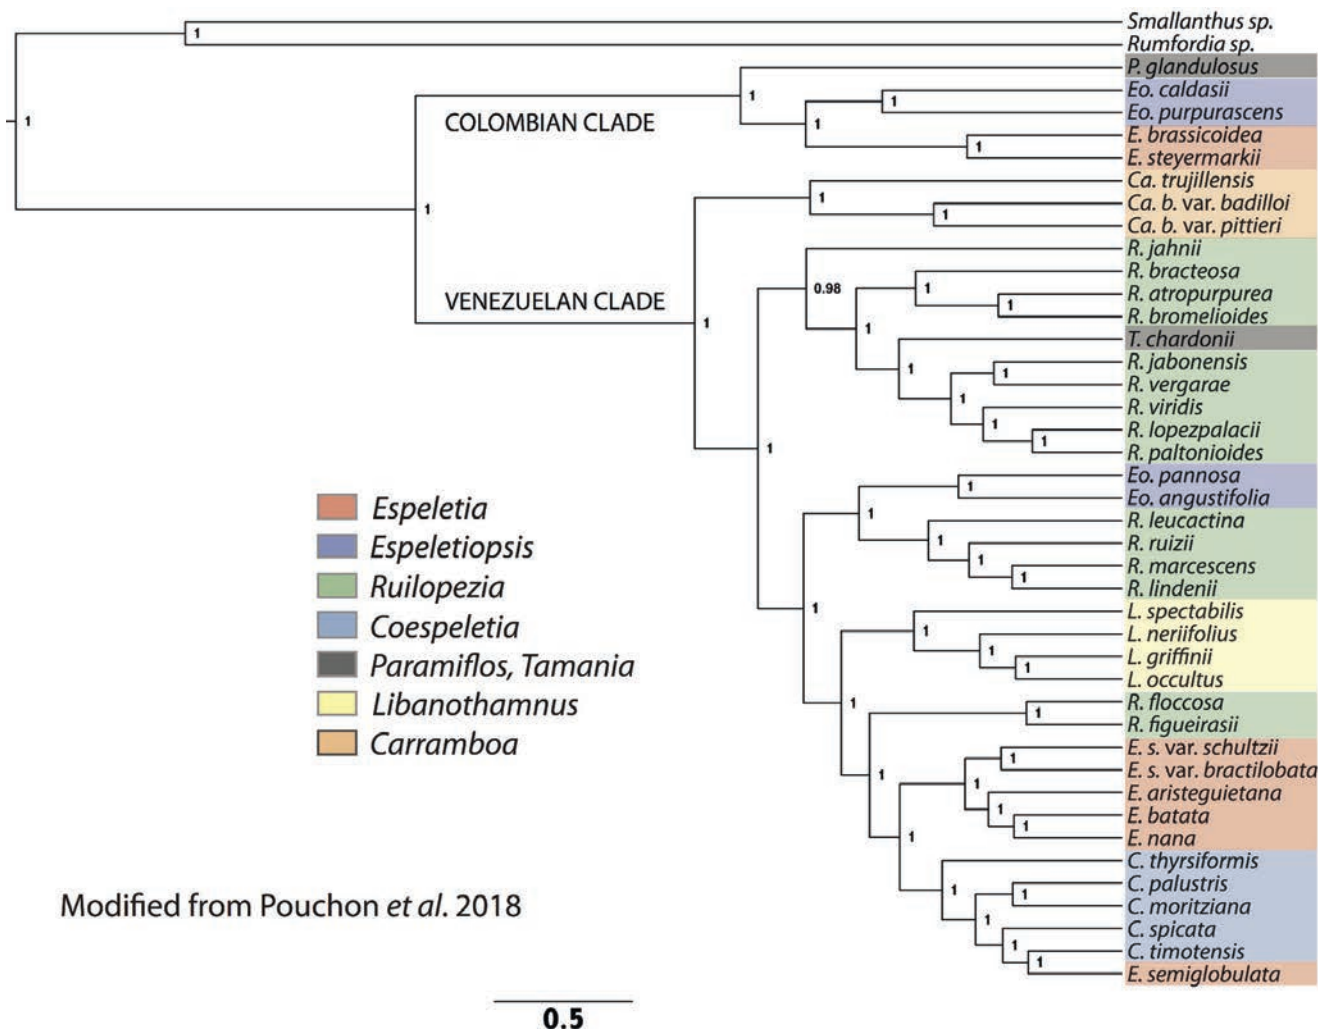 Smallanthus sp.
1
Rumfordia sp.
P. glandulosus
1
Eo. caldasii
1
Eo. purpurascens
1
COLOMBIAN CLADE
1
E. brassicoidea
1
E. steyermarkii
Ca. trujillensis
1
Ca. b. var. badilloi
1
1
Ca. b. var. pittieri
R. jahnii
R. bracteosa
1
0.98
R. atropurpurea
VENEZUELAN CLADE
1
R. bromelioides
1
1
T. chardonii
R. jabonensis
1
1
R. vergarae
1
R. viridis
1
R. lopezpalacii
1
1
R. paltonioides
Eo. pannosa
1
Eo. angustifolia
Espeletia
1
R. leucactina
1
Espeletiopsis
R. ruizii
1
R. marcescens
1
Ruilopezia
R. lindenii
1
L. spectabilis
Coespeletia
1
L. neriifolius
1
L. griffinii
Paramiflos, Tamania
1
L. occultus
Libanothamnus
1
R. floccosa
1
R. figueirasii
Carramboa
E. s. var. schultzii
1
E. s. var. bractilobata
1
1
E. aristeguietana
1
E. batata
1
1
E. nana
C. thyrsiformis
C. palustris
1
1
C. moritziana
Modified from Pouchon et al. 2018
1
C. spicata
1
C. timotensis
1
E. semiglobulata
0.5